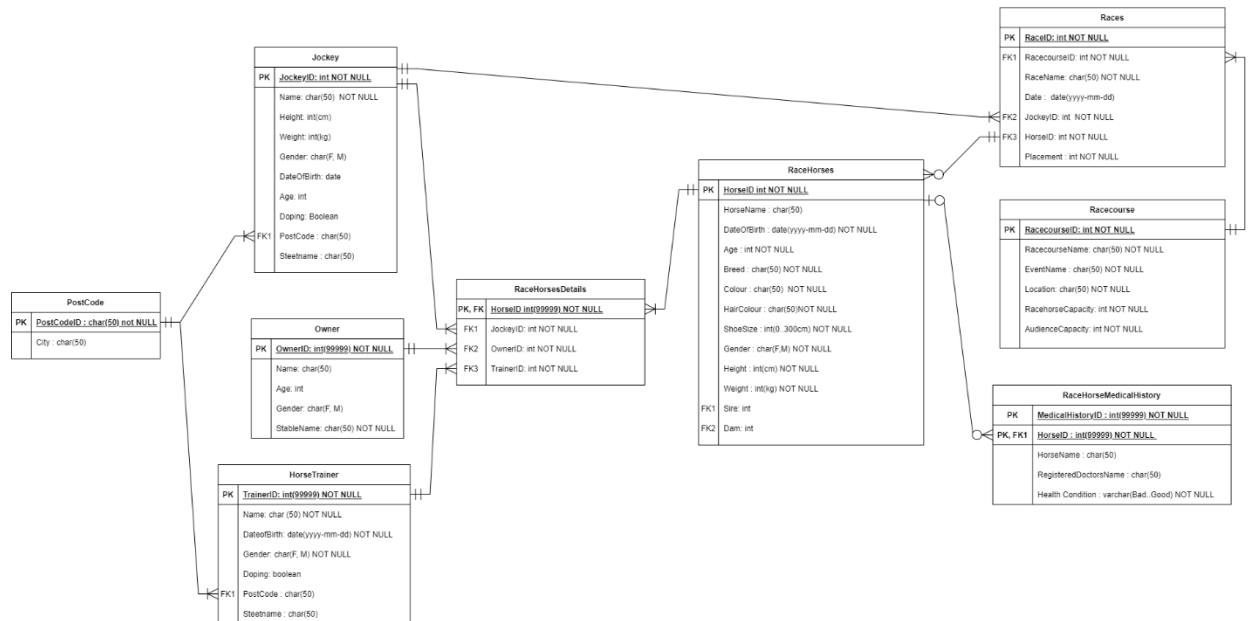 Races
PK RaceID: int NOT NULL
FK1 RacecourseID: int NOT NULL
RaceName: char(50) NOT NULL
Date : date(yyyy-mm-dd)
FK2 JockeyID: int NOT NULL
FK3 HorseID: int NOT NULL
Placement : int NOT NULL
Jockey
PK JockeyID: int NOT NULL
Name: char(50) NOT NULL
Height: int(cm)
Weight: int(kg)
Gender: char(F, M)
DateOfBirth: date
Age: int
Doping: Boolean
FK1 PostCode : char(50)
Steetname : char(50)
RaceHorses
PK HorseID int NOT NULL
HorseName : char(50)
DateOfBirth : date(yyyy-mm-dd) NOT NULL
Age : int NOT NULL
Breed : char(50) NOT NULL
Colour : char(50) NOT NULL
HairColour : char(50)NOT NULL
ShoeSize : int(0..300cm) NOT NULL
Gender : char(F,M) NOT NULL
Height : int(cm) NOT NULL
Weight : int(kg) NOT NULL
FK1 Sire: int
FK2 Dam: int
Racecourse
PK RacecourseID: int NOT NULL
RacecourseName: char(50) NOT NULL
EventName : char(50) NOT NULL
Location: char(50) NOT NULL
RacehorseCapacity: int NOT NULL
AudienceCapacity: int NOT NULL
PostCode
PK PostCodeID : char(50) not NULL
City : char(50)
RaceHorsesDetails
PK, FK HorseID int(99999) NOT NULL
FK1 JockeyID: int NOT NULL
FK2 OwnerID: int NOT NULL
FK3 TrainerID: int NOT NULL
Owner
PK OwnerID: int(99999) NOT NULL
Name: char(50)
Age: int
Gender: char(F, M)
StableName: char(50) NOT NULL
RaceHorseMedicalHistory
PK MedicalHistoryID : int(99999) NOT NULL
PK, FK1 HorseID : int(99999) NOT NULL
HorseName : char(50)
RegisteredDoctorsName : char(50)
Health Condition : varchar(Bad..Good) NOT NULL
HorseTrainer
PK TrainerID: int(99999) NOT NULL
Name: char (50) NOT NULL
DateofBirth: date(yyyy-mm-dd) NOT NULL
Gender: char(F, M) NOT NULL
Doping: boolean
FK1 PostCode : char(50)
Steetname : char(50)